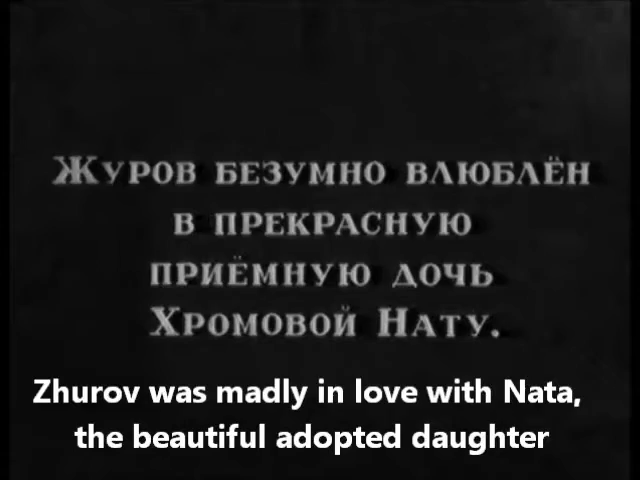 Журов безумно влюблён
в прекрасную
приёмную дочь
Хромовой Нату.
Zhurov was madly in love with Nata,
the beautiful adopted daughter